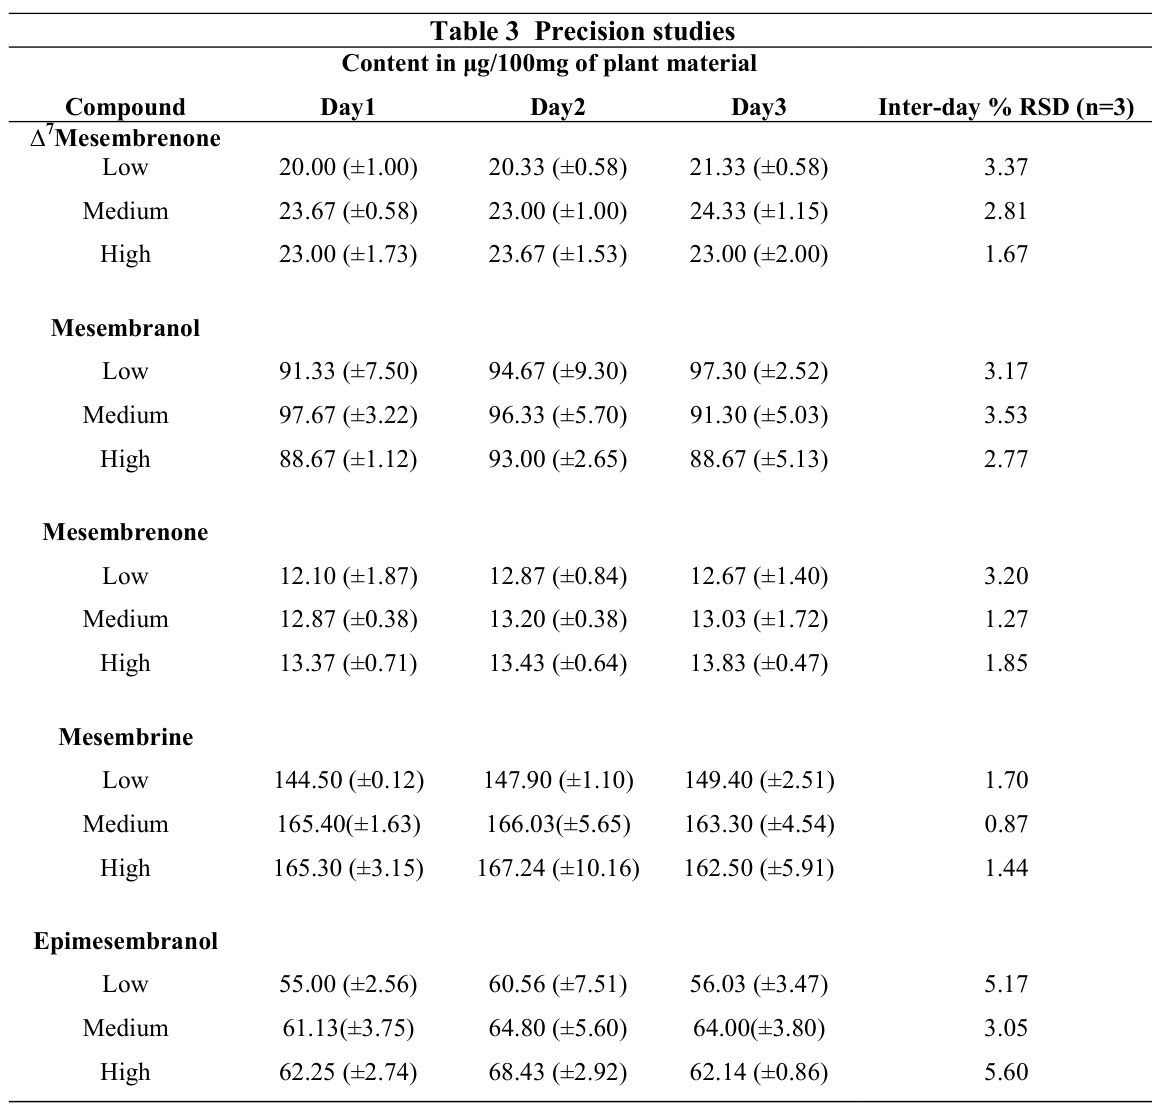 Table 3 Precision studies
Content in µg/100mg of plant material
Compound Day1 Day2 Day3 Inter-day % RSD (n=3)
Δ⁷Mesembrenone
Low 20.00 (±1.00) 20.33 (±0.58) 21.33 (±0.58) 3.37
Medium 23.67 (±0.58) 23.00 (±1.00) 24.33 (±1.15) 2.81
High 23.00 (±1.73) 23.67 (±1.53) 23.00 (±2.00) 1.67
Mesembranol
Low 91.33 (±7.50) 94.67 (±9.30) 97.30 (±2.52) 3.17
Medium 97.67 (±3.22) 96.33 (±5.70) 91.30 (±5.03) 3.53
High 88.67 (±1.12) 93.00 (±2.65) 88.67 (±5.13) 2.77
Mesembrenone
Low 12.10 (±1.87) 12.87 (±0.84) 12.67 (±1.40) 3.20
Medium 12.87 (±0.38) 13.20 (±0.38) 13.03 (±1.72) 1.27
High 13.37 (±0.71) 13.43 (±0.64) 13.83 (±0.47) 1.85
Mesembrine
Low 144.50 (±0.12) 147.90 (±1.10) 149.40 (±2.51) 1.70
Medium 165.40(±1.63) 166.03(±5.65) 163.30 (±4.54) 0.87
High 165.30 (±3.15) 167.24 (±10.16) 162.50 (±5.91) 1.44
Epimesembranol
Low 55.00 (±2.56) 60.56 (±7.51) 56.03 (±3.47) 5.17
Medium 61.13(±3.75) 64.80 (±5.60) 64.00(±3.80) 3.05
High 62.25 (±2.74) 68.43 (±2.92) 62.14 (±0.86) 5.60